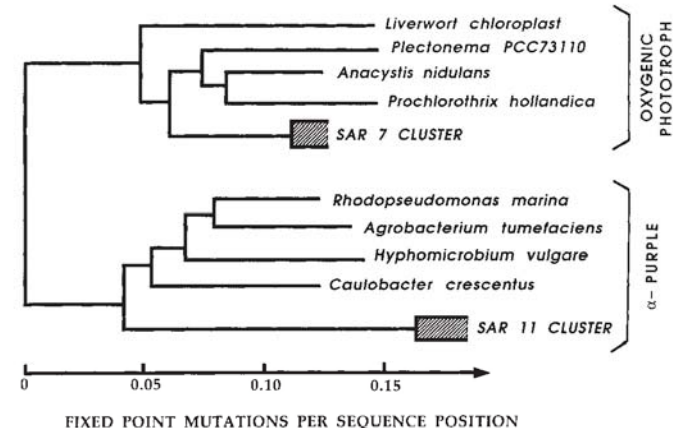 Liverwort chloroplast
Plectonema PCC73110
Anacystis nidulans
Prochlorothrix hollandica
SAR 7 CLUSTER
OXYGENIC
PHOTOTROPH
Rhodopseudomonas marina
Agrobacterium tumefaciens
Hyphomicrobium vulgare
Caulobacter crescentus
SAR 11 CLUSTER
α- PURPLE
0 0.05 0.10 0.15
FIXED POINT MUTATIONS PER SEQUENCE POSITION